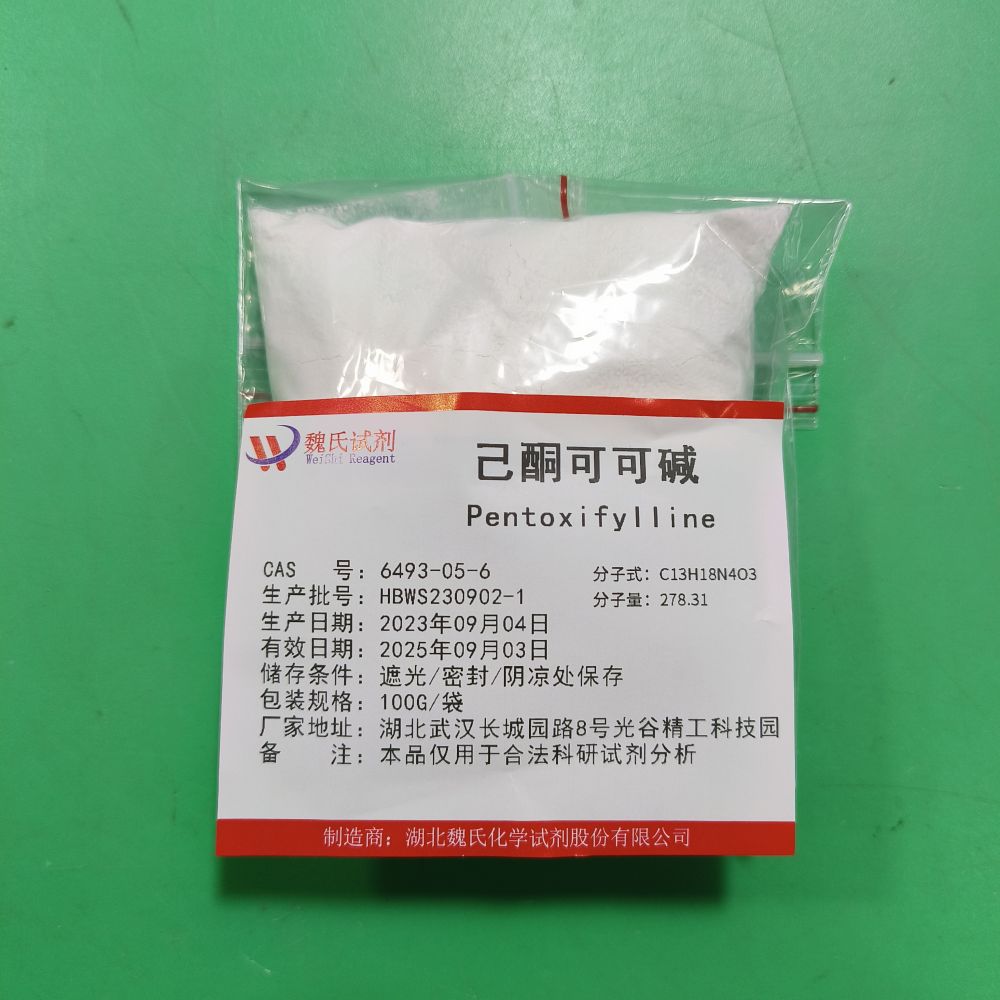 魏氏试剂
WeiShi Reagent
己酮可可碱
Pentoxifylline
CAS 号：6493-05-6
分子式：C13H18N4O3
生产批号：HBWS230902-1
分子量：278.31
生产日期：2023年09月04日
有效日期：2025年09月03日
储存条件：遮光/密封/阴凉处保存
包装规格：100G/袋
厂家地址：湖北武汉长城园路8号光谷精工科技园
备 注：本品仅用于合法科研试剂分析
制造商：湖北魏氏化学试剂股份有限公司